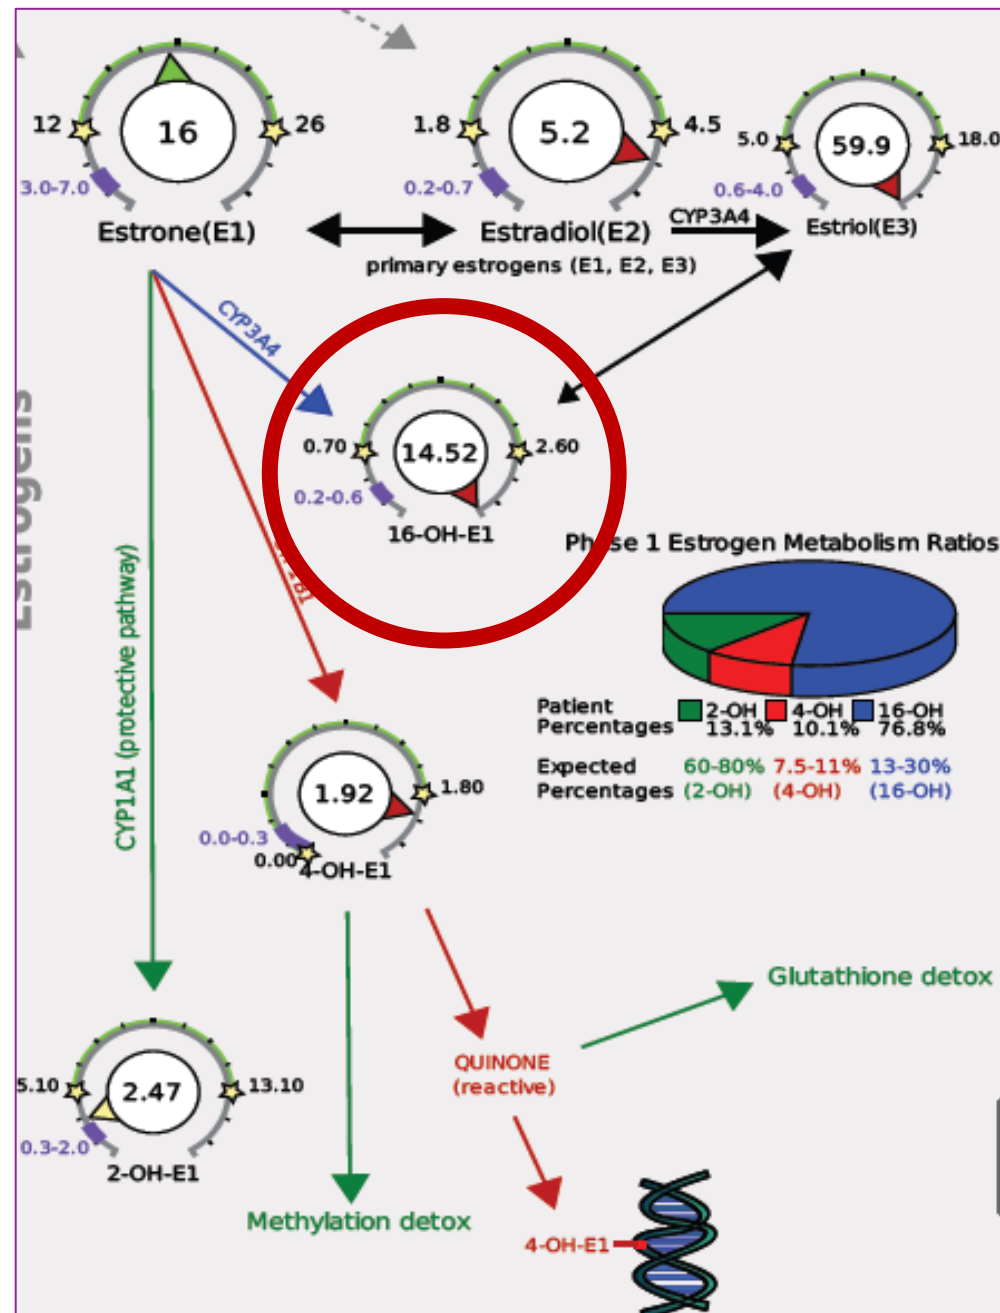 12
16
26
3.0-7.0
Estrone(E1)
1.8
5.2
4.5
0.2-0.7
Estradiol(E2)
5.0
59.9
18.0
0.6-4.0
Estriol(E3)
CYP3A4
primary estrogens (E1, E2, E3)
CYP3A4
0.70
14.52
2.60
0.2-0.6
16-OH-E1
Estrogens
CYP1A1 (protective pathway)
Phase 1 Estrogen Metabolism Ratios
Patient Percentages
2-OH 13.1%
4-OH 10.1%
16-OH 76.8%
Expected Percentages
60-80% (2-OH)
7.5-11% (4-OH)
13-30% (16-OH)
1.92
1.80
0.0-0.3
0.00
4-OH-E1
Glutathione detox
QUINONE
(reactive)
5.10
2.47
13.10
0.3-2.0
2-OH-E1
Methylation detox
4-OH-E1